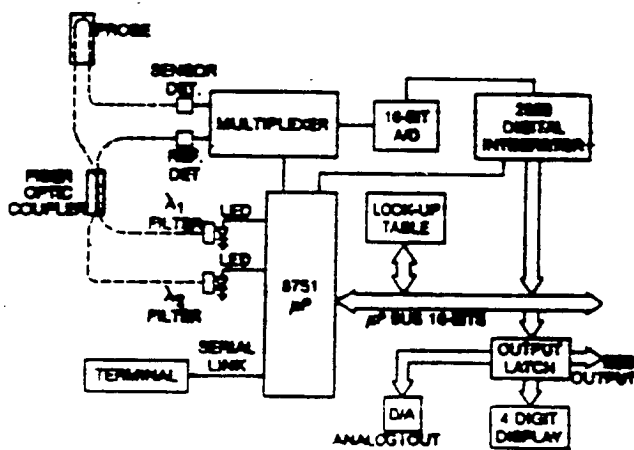 PROBE
SENSOR
DET.
MULTIPLEXER
16-BIT
A/D
DIGITAL
INTEGRATOR
REF.
DET
FIBER
OPTIC
COUPLER
λ1
FILTER
LED
LED
λ2
FILTER
8751
μP
LOOK-UP
TABLE
μP BUS 16-BITS
SERIAL
LINK
TERMINAL
OUTPUT
LATCH
OUTPUT
D/A
ANALOG OUT
4 DIGIT
DISPLAY